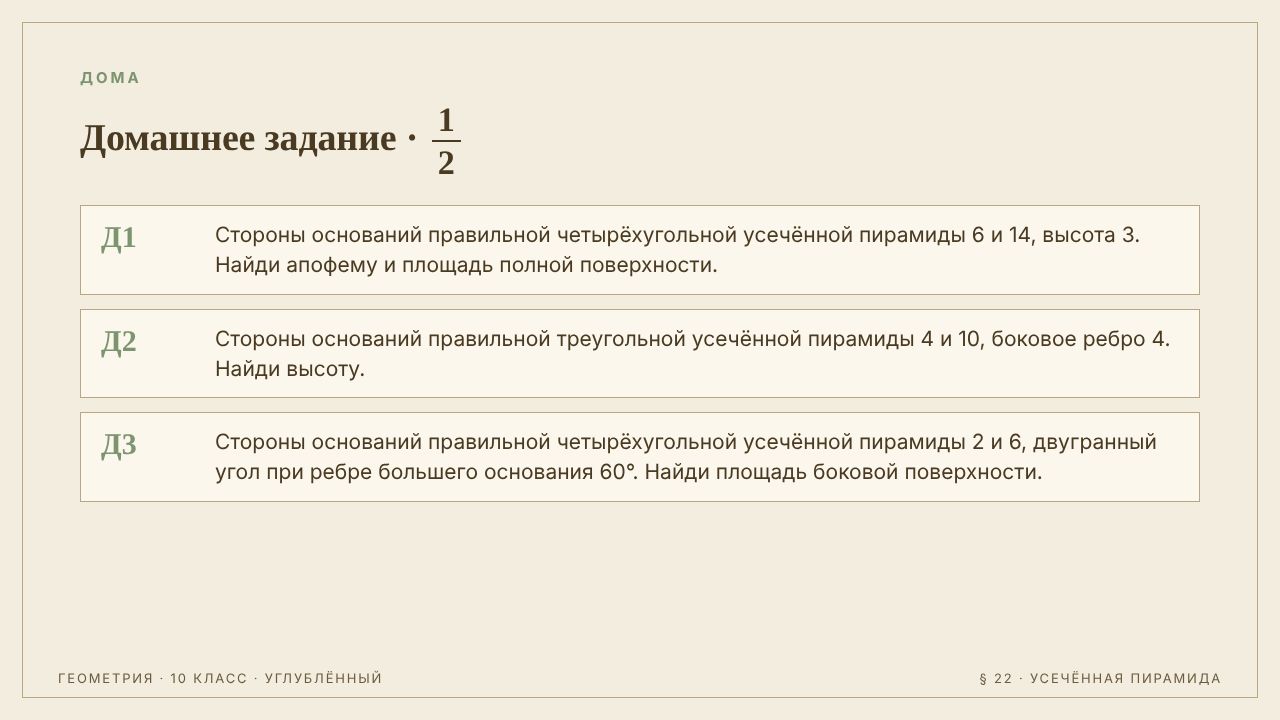 ДОМА
Домашнее задание · 1/2
Д1
Стороны оснований правильной четырёхугольной усечённой пирамиды 6 и 14, высота 3.
Найди апофему и площадь полной поверхности.
Д2
Стороны оснований правильной треугольной усечённой пирамиды 4 и 10, боковое ребро 4.
Найди высоту.
Д3
Стороны оснований правильной четырёхугольной усечённой пирамиды 2 и 6, двугранный
угол при ребре большего основания 60°. Найди площадь боковой поверхности.
ГЕОМЕТРИЯ · 10 КЛАСС · УГЛУБЛЁННЫЙ
§ 22 · УСЕЧЁННАЯ ПИРАМИДА